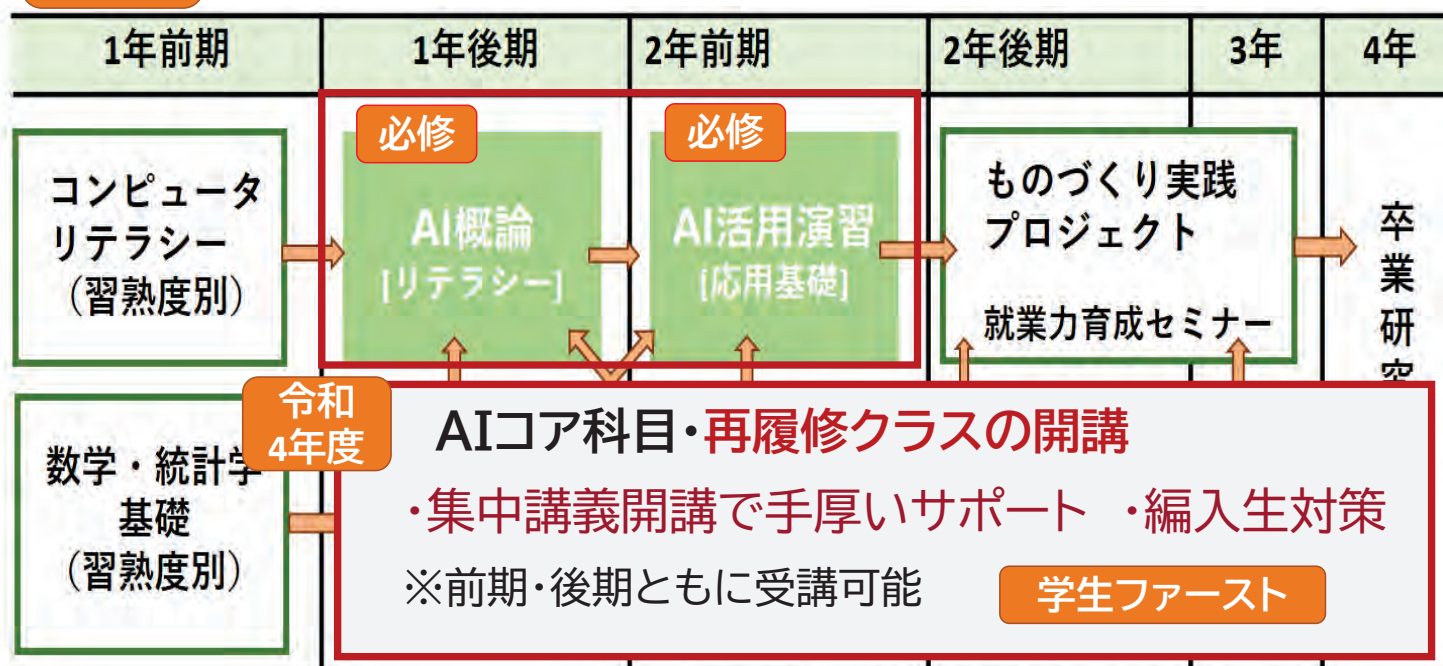 1年前期
1年後期
2年前期
2年後期
3年
4年
コンピュータ
リテラシー
（習熟度別）
必修
AI概論
[リテラシー]
必修
AI活用演習
[応用基礎]
ものづくり実践
プロジェクト
就業力育成セミナー
卒
業
研
究
数学・統計学
基礎
（習熟度別）
令和
4年度
AIコア科目・再履修クラスの開講
・集中講義開講で手厚いサポート ・編入生対策
※前期・後期ともに受講可能
学生ファースト